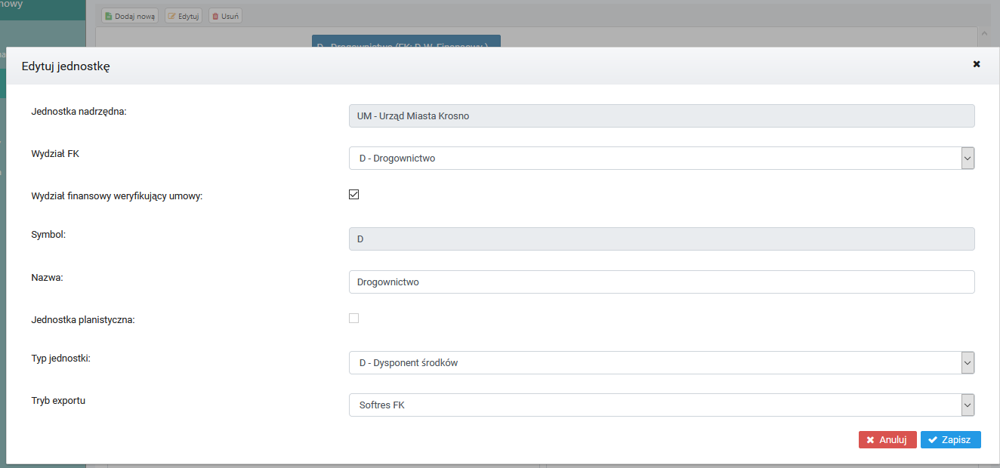 nowy
Dodaj nową Edytuj Usuń
D - Drogownictwo (FK: D W. Finansowy )
Edytuj jednostkę
Jednostka nadrzędna: UM - Urząd Miasta Krosno
Wydział FK D - Drogownictwo
Wydział finansowy weryfikujący umowy:
Symbol: D
Nazwa: Drogownictwo
Jednostka planistyczna:
Typ jednostki: D - Dysponent środków
Tryb exportu Softres FK
Anuluj Zapisz